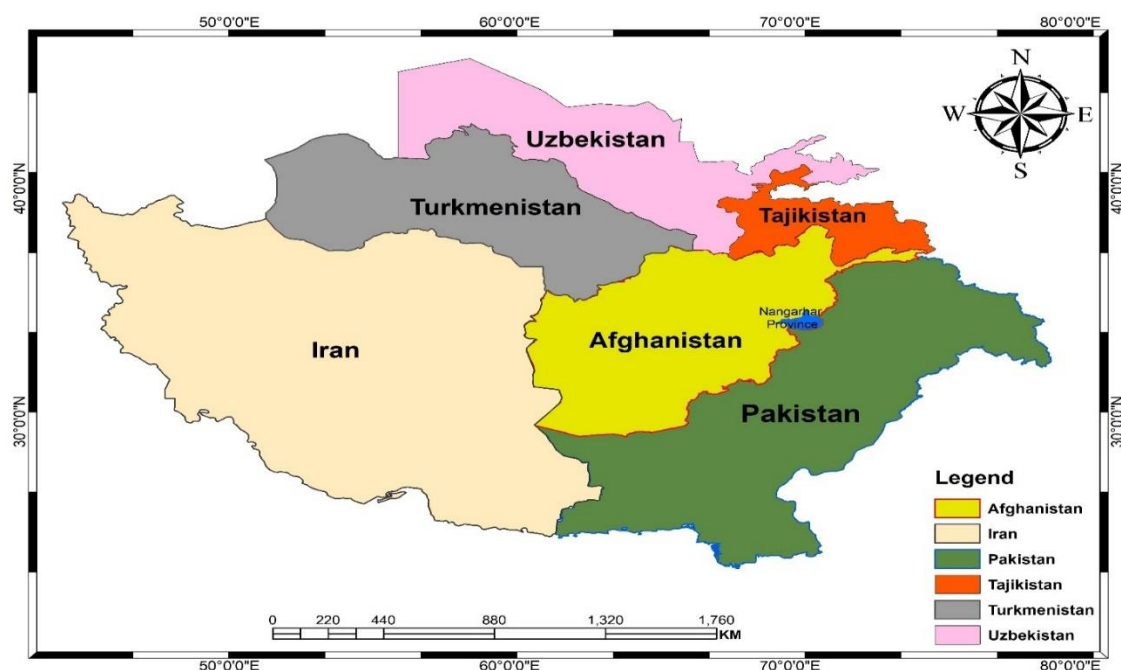 50°0'0"E 60°0'0"E 70°0'0"E 80°0'0"E
N
W E
S
Uzbekistan
40°0'0"N 40°0'0"N
Turkmenistan
Tajikistan
Nangarhar
Province
Afghanistan
Iran
Pakistan
30°0'0"N 30°0'0"N
Legend
Afghanistan
Iran
Pakistan
Tajikistan
Turkmenistan
Uzbekistan
0 220 440 880 1,320 1,760
KM
50°0'0"E 60°0'0"E 70°0'0"E 80°0'0"E